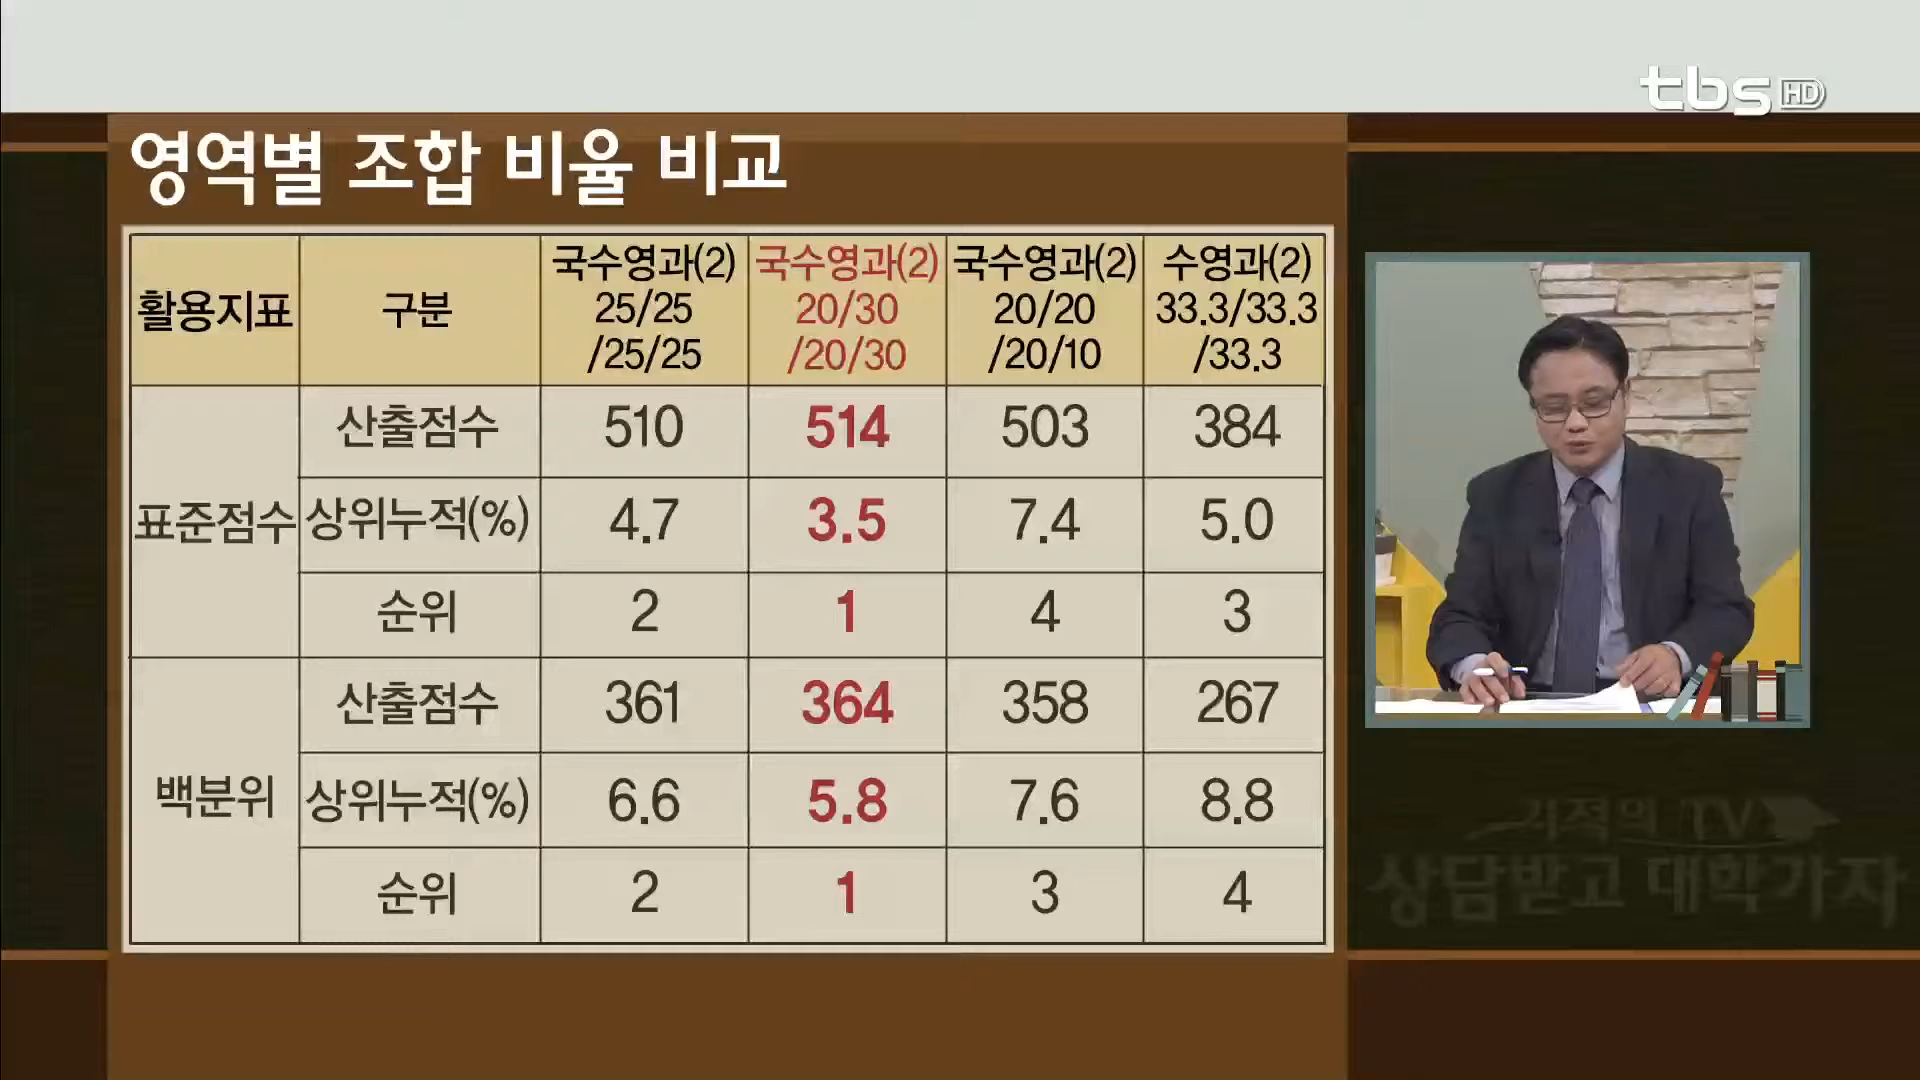 tbs HD
영역별 조합 비율 비교
활용지표 구분 국수영과(2) 25/25 /25/25 국수영과(2) 20/30 /20/30 국수영과(2) 20/20 /20/10 수영과(2) 33.3/33.3 /33.3
표준점수
산출점수 510 514 503 384
상위누적(%) 4.7 3.5 7.4 5.0
순위 2 1 4 3
백분위
산출점수 361 364 358 267
상위누적(%) 6.6 5.8 7.6 8.8
순위 2 1 3 4
기적의 TV
상담받고 대학가자